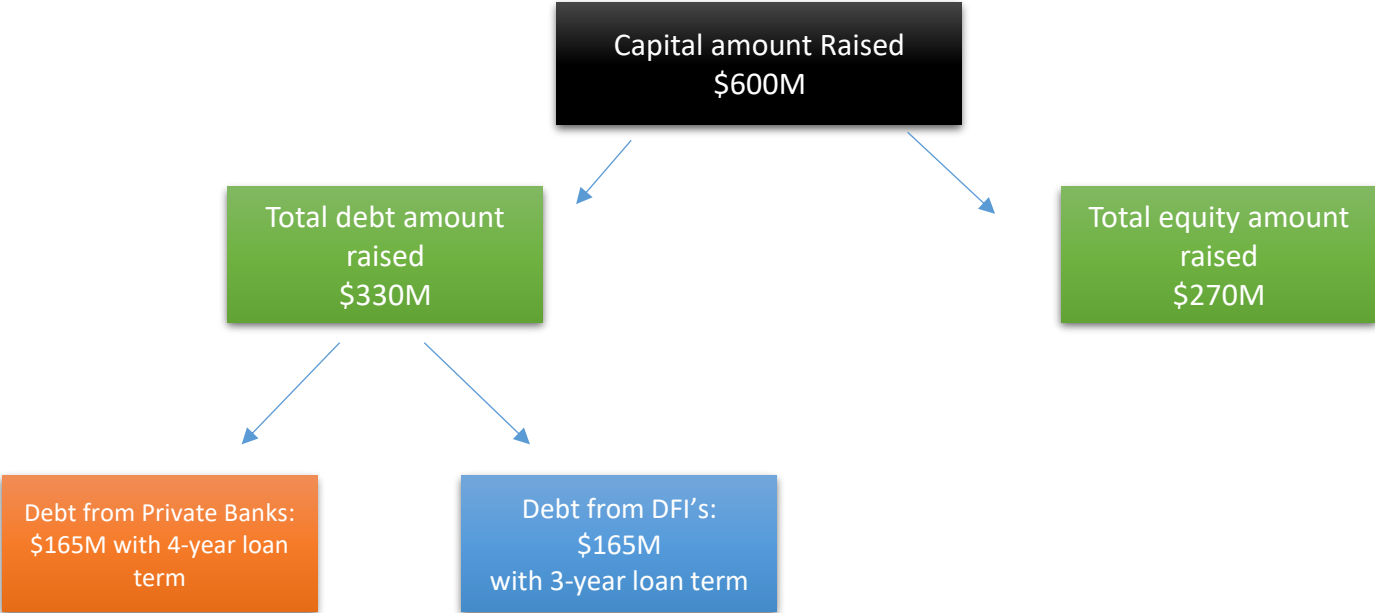 Capital amount Raised
$600M
Total debt amount
raised
$330M
Total equity amount
raised
$270M
Debt from Private Banks:
$165M with 4-year loan
term
Debt from DFI’s:
$165M
with 3-year loan term